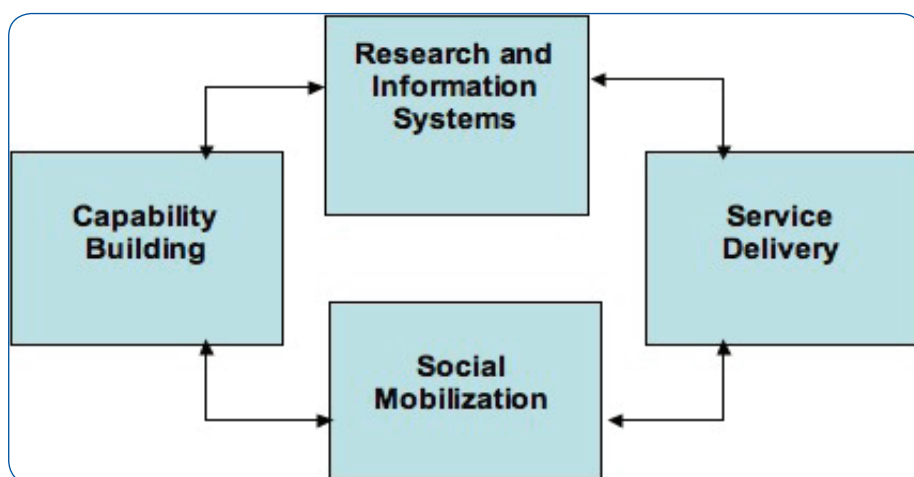 Research and
Information
Systems
Capability
Building
Service
Delivery
Social
Mobilization